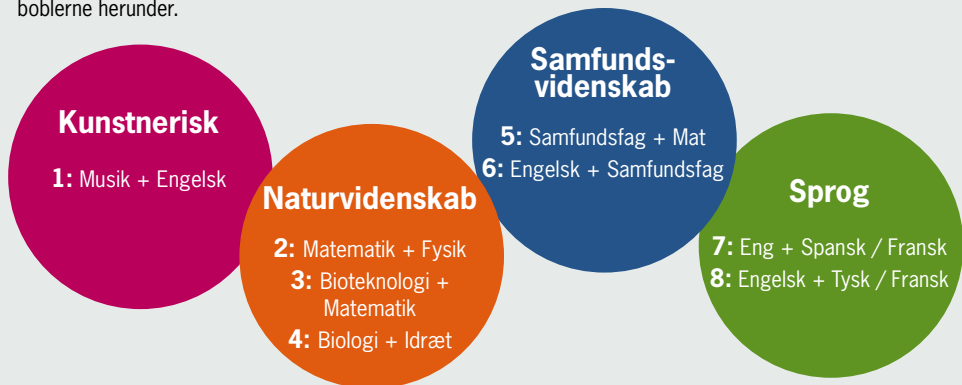 boblerne herunder.
Kunstnerisk
1: Musik + Engelsk
Naturvidenskab
2: Matematik + Fysik
3: Bioteknologi +
Matematik
4: Biologi + Idræt
Samfunds-
videnskab
5: Samfundsfag + Mat
6: Engelsk + Samfundsfag
Sprog
7: Eng + Spansk / Fransk
8: Engelsk + Tysk / Fransk